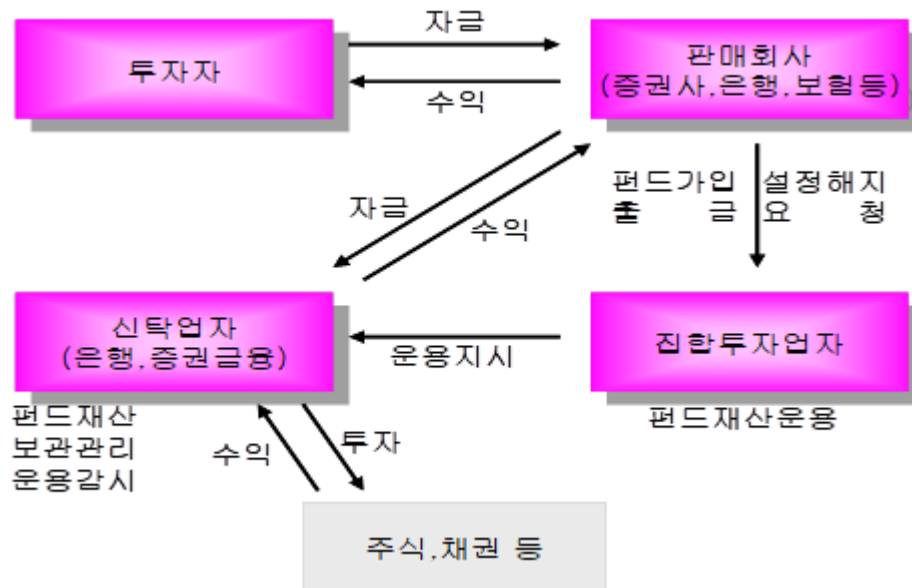 자금
투자자
판매회사
(증권사,은행,보험등)
수익
펀드가입
출 금
설정해지
요 청
자금
수익
신탁업자
(은행,증권금융)
운용지시
집합투자업자
펀드재산
보관관리
운용감시
펀드재산운용
수익
투자
주식,채권 등